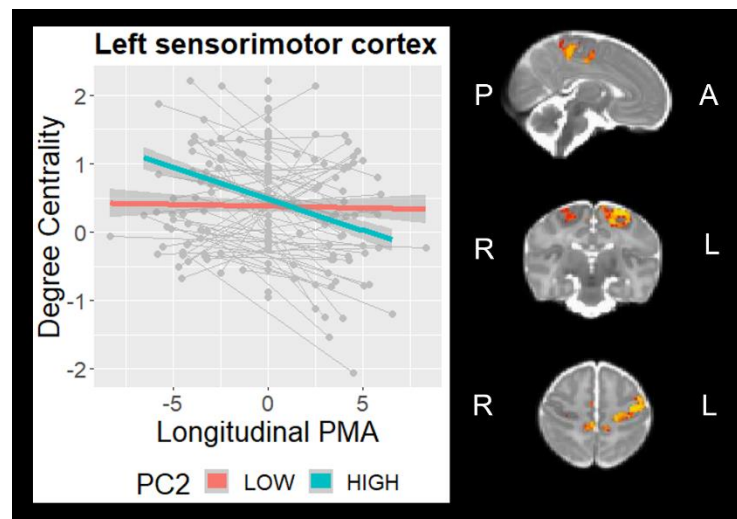 Left sensorimotor cortex
Degree Centrality
2
1
0
-1
-2
-5
0
5
Longitudinal PMA
PC2 LOW HIGH
P A
R L
R L